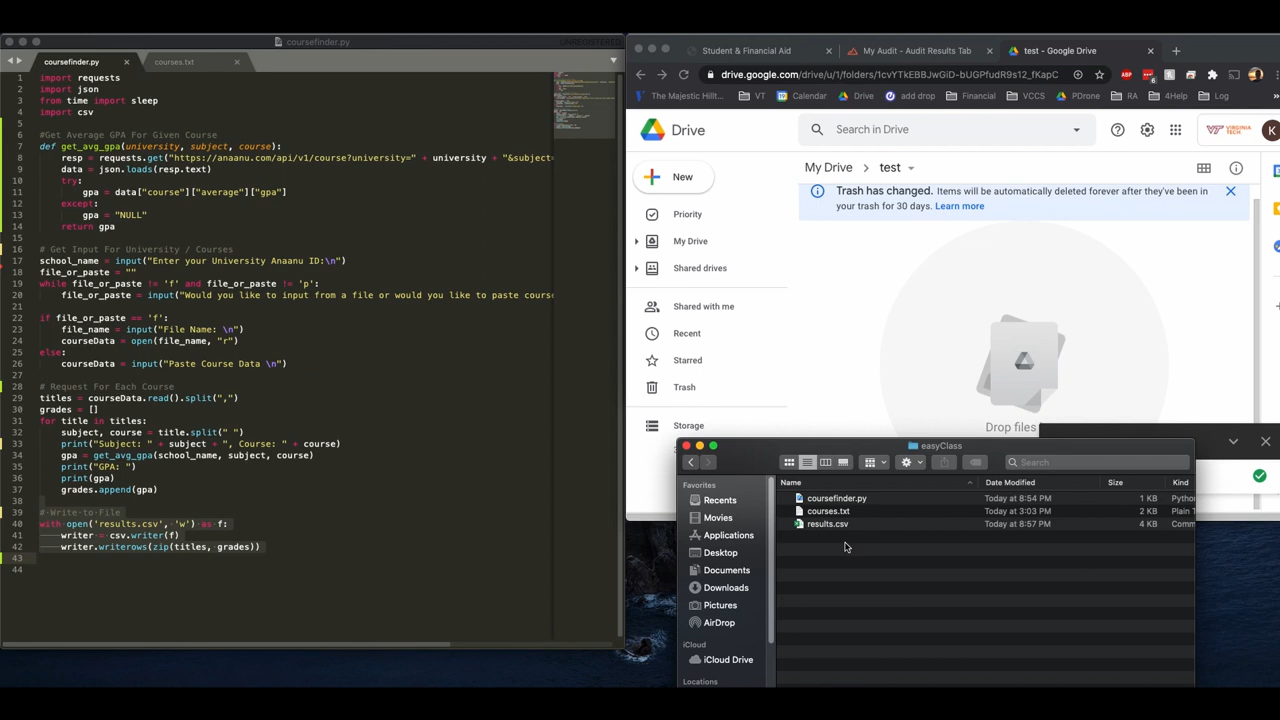 coursefinder.py
UNREGISTERED
coursefinder.py
courses.txt
1 import requests
2 import json
3 from time import sleep
4 import csv
5
6 #Get Average GPA For Given Course
7 def get_avg_gpa(university, subject, course):
8 resp = requests.get("https://anaanu.com/api/v1/course?university=" + university + "&subject=
9 data = json.loads(resp.text)
10 try:
11 gpa = data["course"]["average"]["gpa"]
12 except:
13 gpa = "NULL"
14 return gpa
15
16 # Get Input For University / Courses
17 school_name = input("Enter your University Anaanu ID:\n")
18 file_or_paste = ""
19 while file_or_paste != 'f' and file_or_paste != 'p':
20 file_or_paste = input("Would you like to input from a file or would you like to paste cours
21
22 if file_or_paste == 'f':
23 file_name = input("File Name: \n")
24 courseData = open(file_name, "r")
25 else:
26 courseData = input("Paste Course Data \n")
27
28 # Request For Each Course
29 titles = courseData.read().split(",")
30 grades = []
31 for title in titles:
32 subject, course = title.split(" ")
33 print("Subject: " + subject + ", Course: " + course)
34 gpa = get_avg_gpa(school_name, subject, course)
35 print("GPA: ")
36 print(gpa)
37 grades.append(gpa)
38
39 # Write to File
40 with open('results.csv', 'w') as f:
41 writer = csv.writer(f)
42 writer.writerows(zip(titles, grades))
43
44
Student & Financial Aid
My Audit - Audit Results Tab
test - Google Drive
drive.google.com/drive/u/1/folders/1cvYTkEBBJwGiD-bUGPfudR9s12_fKapC
ABP
6
The Majestic Hillt...
VT
Calendar
Drive
add drop
Financial
VCCS
PDrone
RA
4Help
Log
Drive
Search in Drive
VIRGINIA TECH
K
New
My Drive
test
Trash has changed. Items will be automatically deleted forever after they've been in
your trash for 30 days. Learn more
Priority
My Drive
Shared drives
Shared with me
Recent
Starred
Trash
Storage
Drop files
easyClass
Search
Favorites
Recents
Movies
Applications
Desktop
Documents
Downloads
Pictures
AirDrop
iCloud
iCloud Drive
Locations
Name Date Modified Size Kind
coursefinder.py Today at 8:54 PM 1 KB Pytho
courses.txt Today at 3:03 PM 2 KB Plain T
results.csv Today at 8:57 PM 4 KB Comm